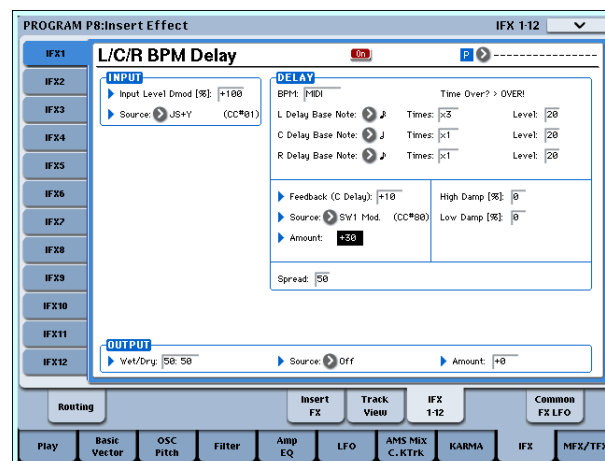 PROGRAM P8:Insert Effect IFX 1-12
IFX1 L/C/R BPM Delay On P ----------------
IFX2 INPUT DELAY
Input Level Dmod [%]: +100 BPM: MIDI Time Over? > OVER!
IFX3 Source: JS+Y (CC#01) L Delay Base Note: Times: x3 Level: 20
IFX4 C Delay Base Note: Times: x1 Level: 20
IFX5 R Delay Base Note: Times: x1 Level: 20
IFX6 Feedback (C Delay): +10 High Damp [%]: 0
IFX7 Source: SW1 Mod. (CC#80) Low Damp [%]: 0
IFX8 Amount: +30
IFX9 Spread: 50
IFX10
IFX11
OUTPUT
IFX12 Wet/Dry: 50: 50 Source: Off Amount: +0
Routing Insert FX Track View IFX 1-12 Common FX LFO
Play Basic Vector OSC Pitch Filter Amp EQ LFO AMS Mix C.KTrk KARMA IFX MFX/TFX